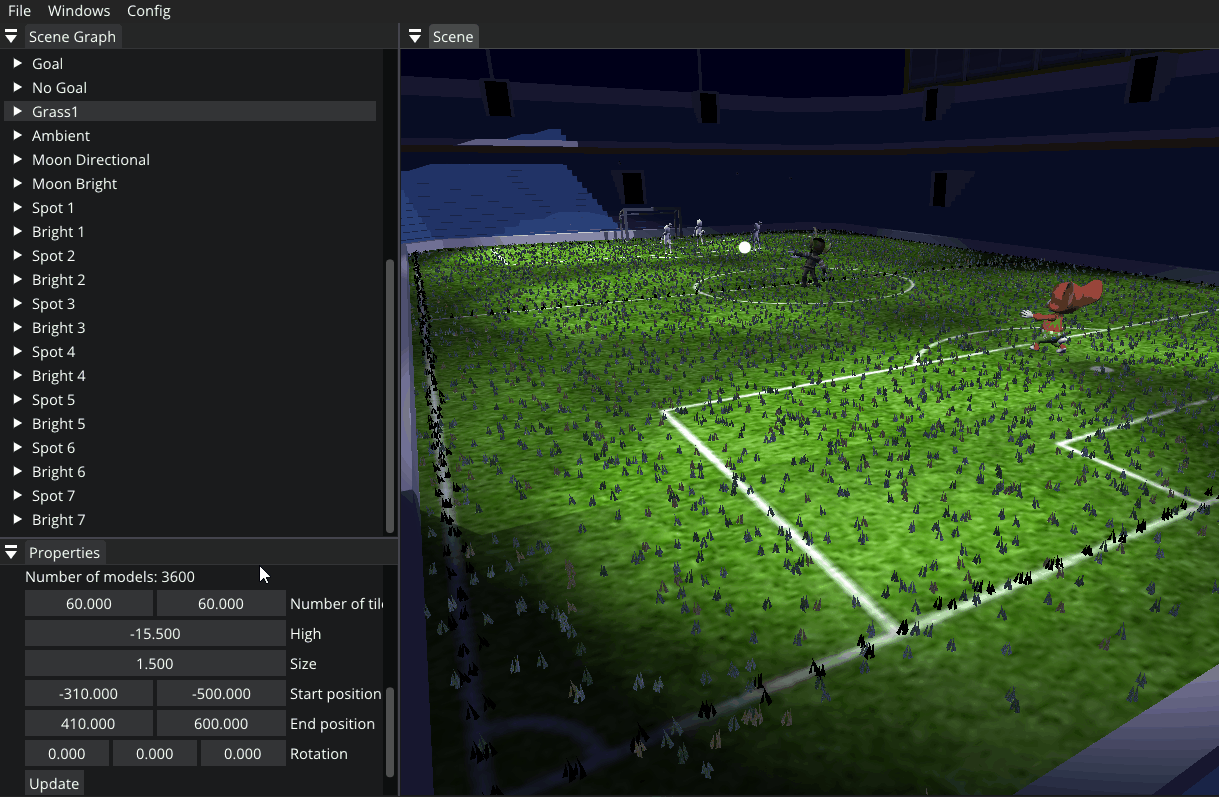 File Windows Config
Scene Graph
Goal
No Goal
Grass1
Ambient
Moon Directional
Moon Bright
Spot 1
Bright 1
Spot 2
Bright 2
Spot 3
Bright 3
Spot 4
Bright 4
Spot 5
Bright 5
Spot 6
Bright 6
Spot 7
Bright 7
Properties
Number of models: 3600
60.000 60.000 Number of tile
-15.500 High
1.500 Size
-310.000 -500.000 Start position
410.000 600.000 End position
0.000 0.000 0.000 Rotation
Update
Scene